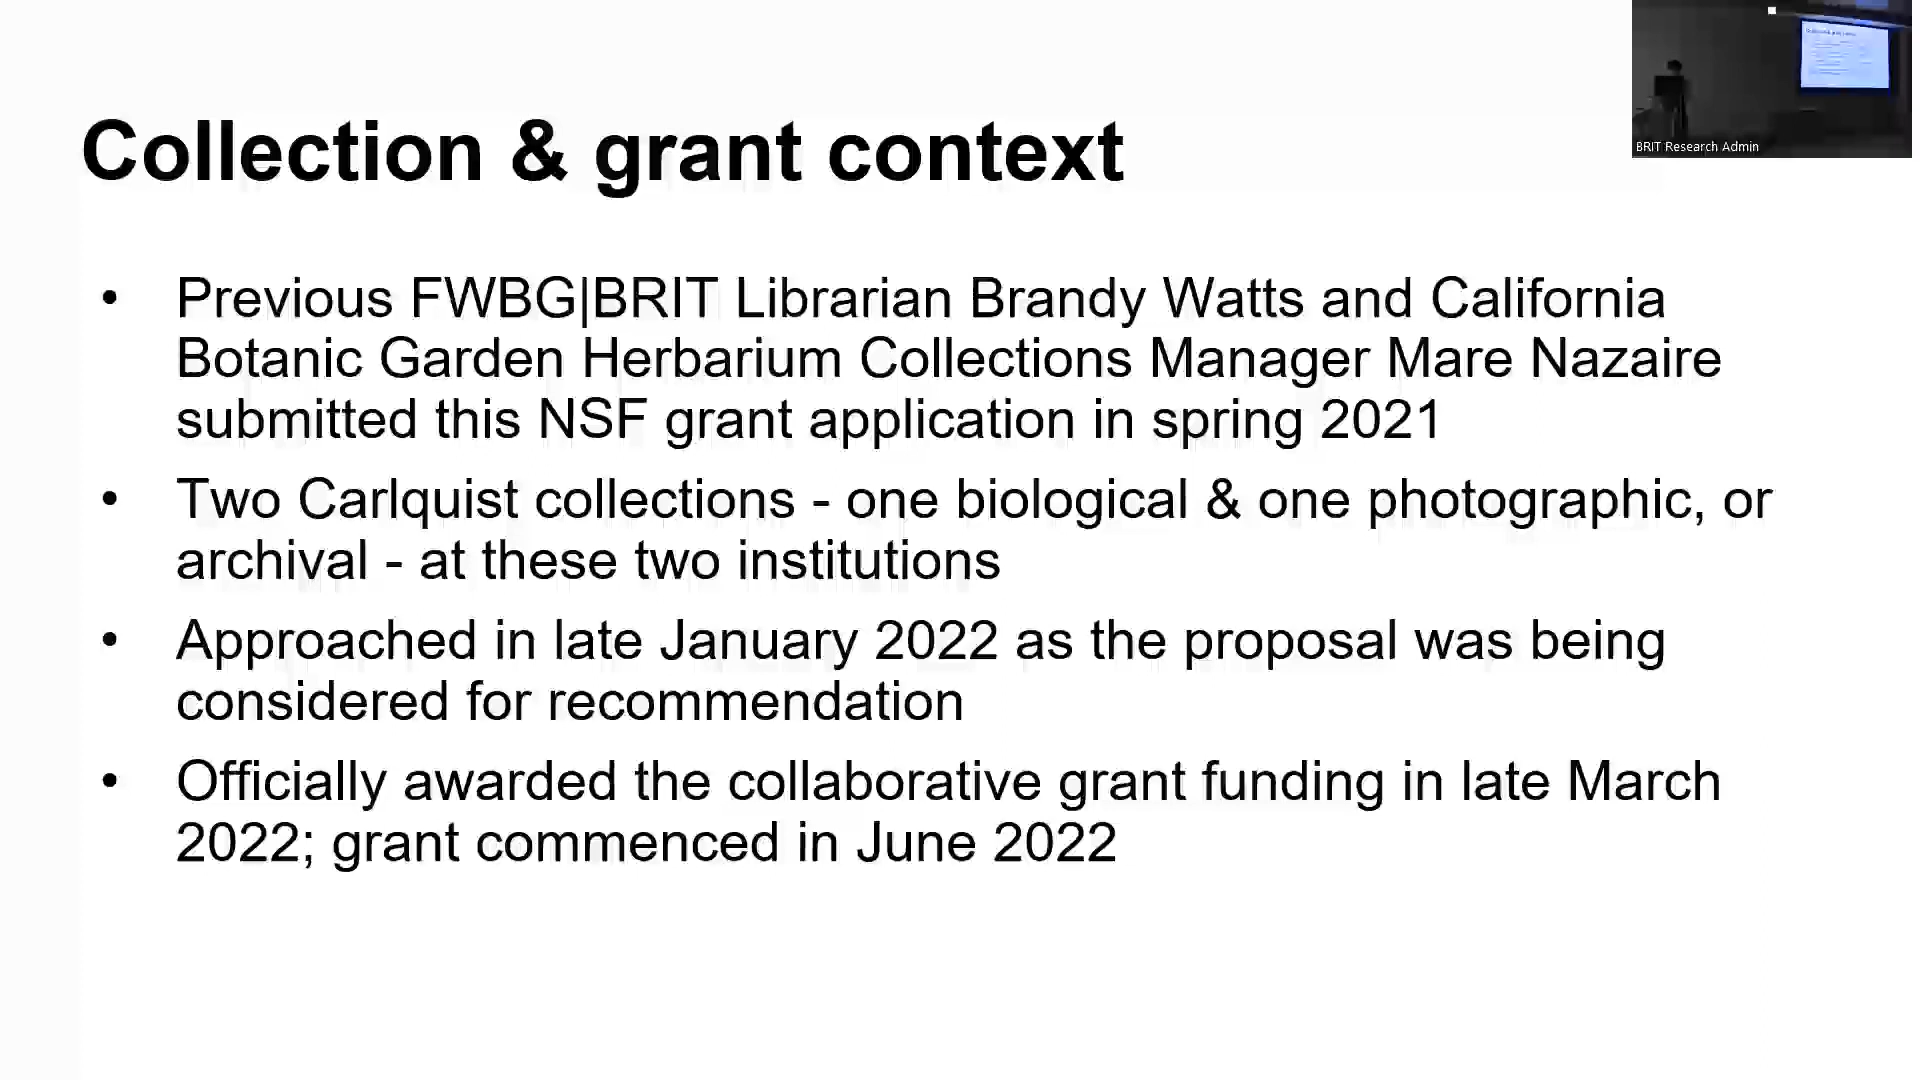 Collection & grant context
BRIT Research Admin
• Previous FWBG|BRIT Librarian Brandy Watts and California
Botanic Garden Herbarium Collections Manager Mare Nazaire
submitted this NSF grant application in spring 2021
• Two Carlquist collections - one biological & one photographic, or
archival - at these two institutions
• Approached in late January 2022 as the proposal was being
considered for recommendation
• Officially awarded the collaborative grant funding in late March
2022; grant commenced in June 2022